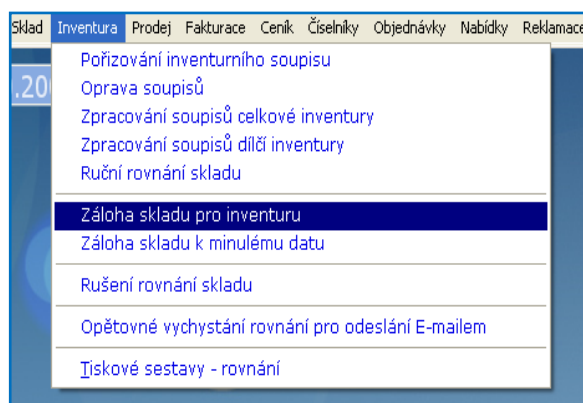 Sklad Inventura Prodej Fakturace Ceník Číselníky Objednávky Nabídky Reklamace
.20
Pořizování inventurního soupisu
Oprava soupisů
Zpracování soupisů celkové inventury
Zpracování soupisů dílčí inventury
Ruční rovnání skladu
Záloha skladu pro inventuru
Záloha skladu k minulému datu
Rušení rovnání skladu
Opětovné vychystání rovnání pro odeslání E-mailem
Tiskové sestavy - rovnání